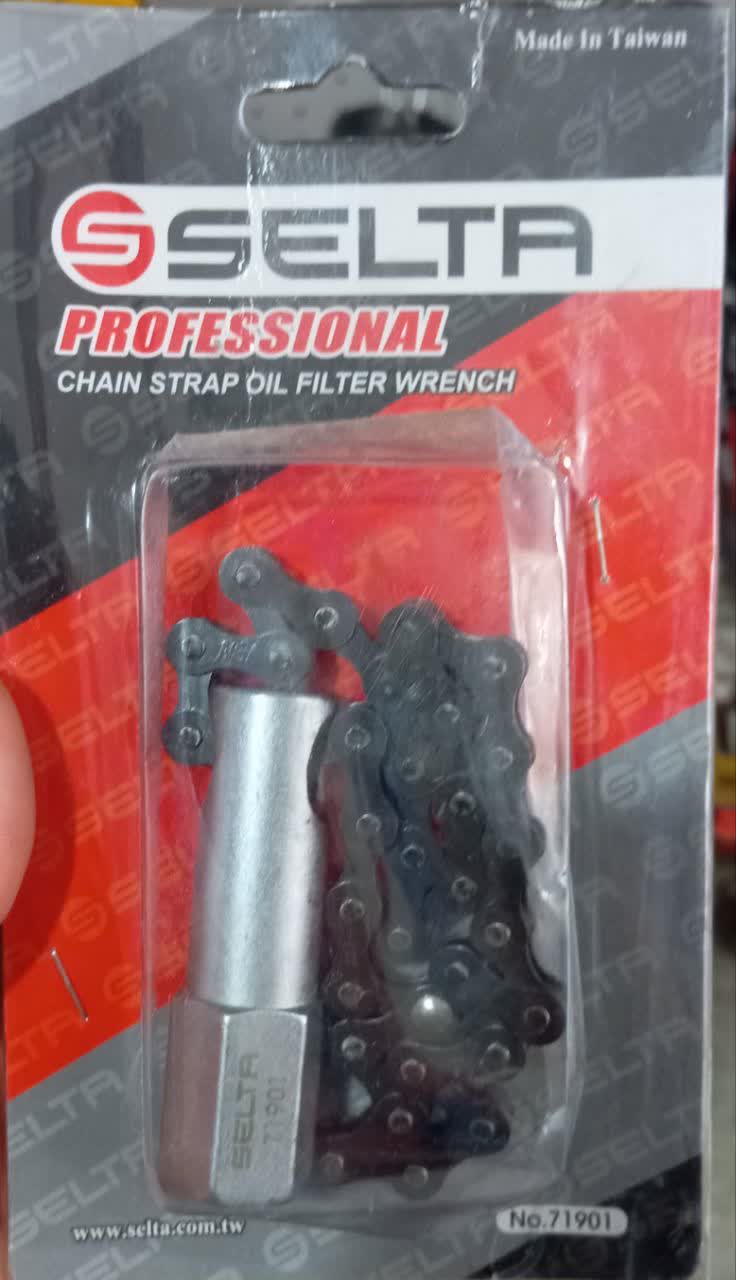 Made In Taiwan
SELTA
PROFESSIONAL
CHAIN STRAP OIL FILTER WRENCH
SELTA
71901
www.selta.com.tw
No.71901